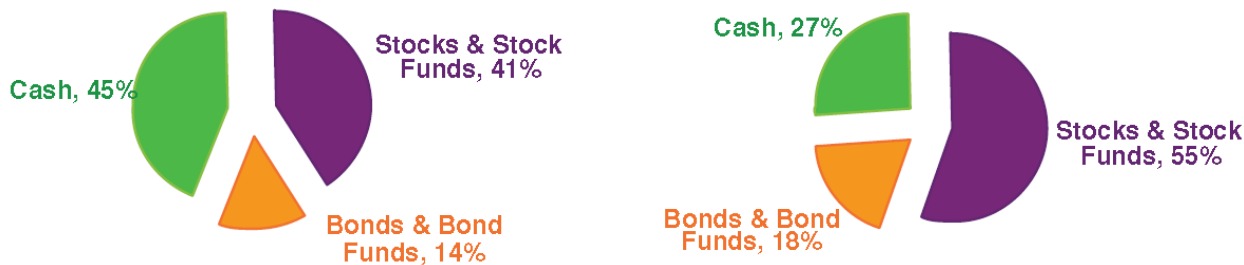 Stocks & Stock
Funds, 41%
Cash, 45%
Bonds & Bond
Funds, 14%
Cash, 27%
Stocks & Stock
Funds, 55%
Bonds & Bond
Funds, 18%